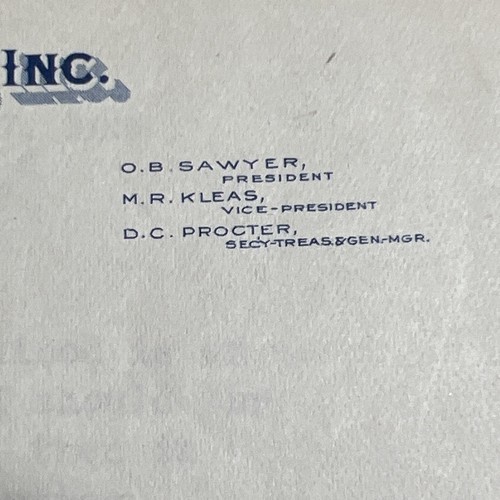 INC.
O.B. SAWYER,
PRESIDENT
M.R. KLEAS,
VICE-PRESIDENT
D.C. PROCTER,
SECY-TREAS.&GEN.-MGR.